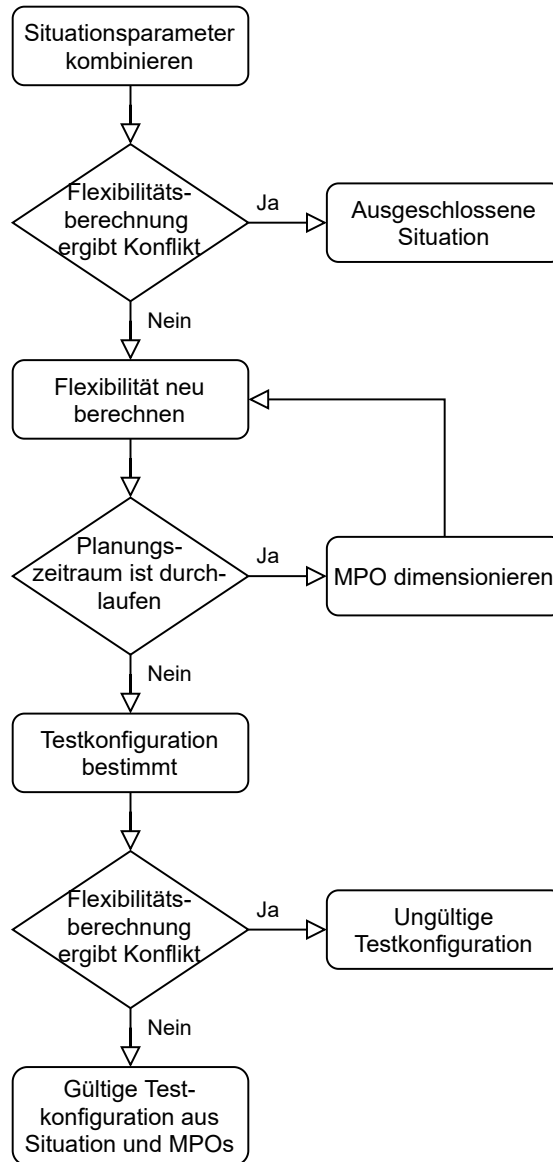 Situationsparameter
kombinieren
Flexibilitäts-
berechnung
ergibt Konflikt
Ja
Ausgeschlossene
Situation
Nein
Flexibilität neu
berechnen
Planungs-
zeitraum ist durch-
laufen
Ja
MPO dimensionieren
Nein
Testkonfiguration
bestimmt
Flexibilitäts-
berechnung
ergibt Konflikt
Ja
Ungültige
Testkonfiguration
Nein
Gültige Test-
konfiguration aus
Situation und MPOs